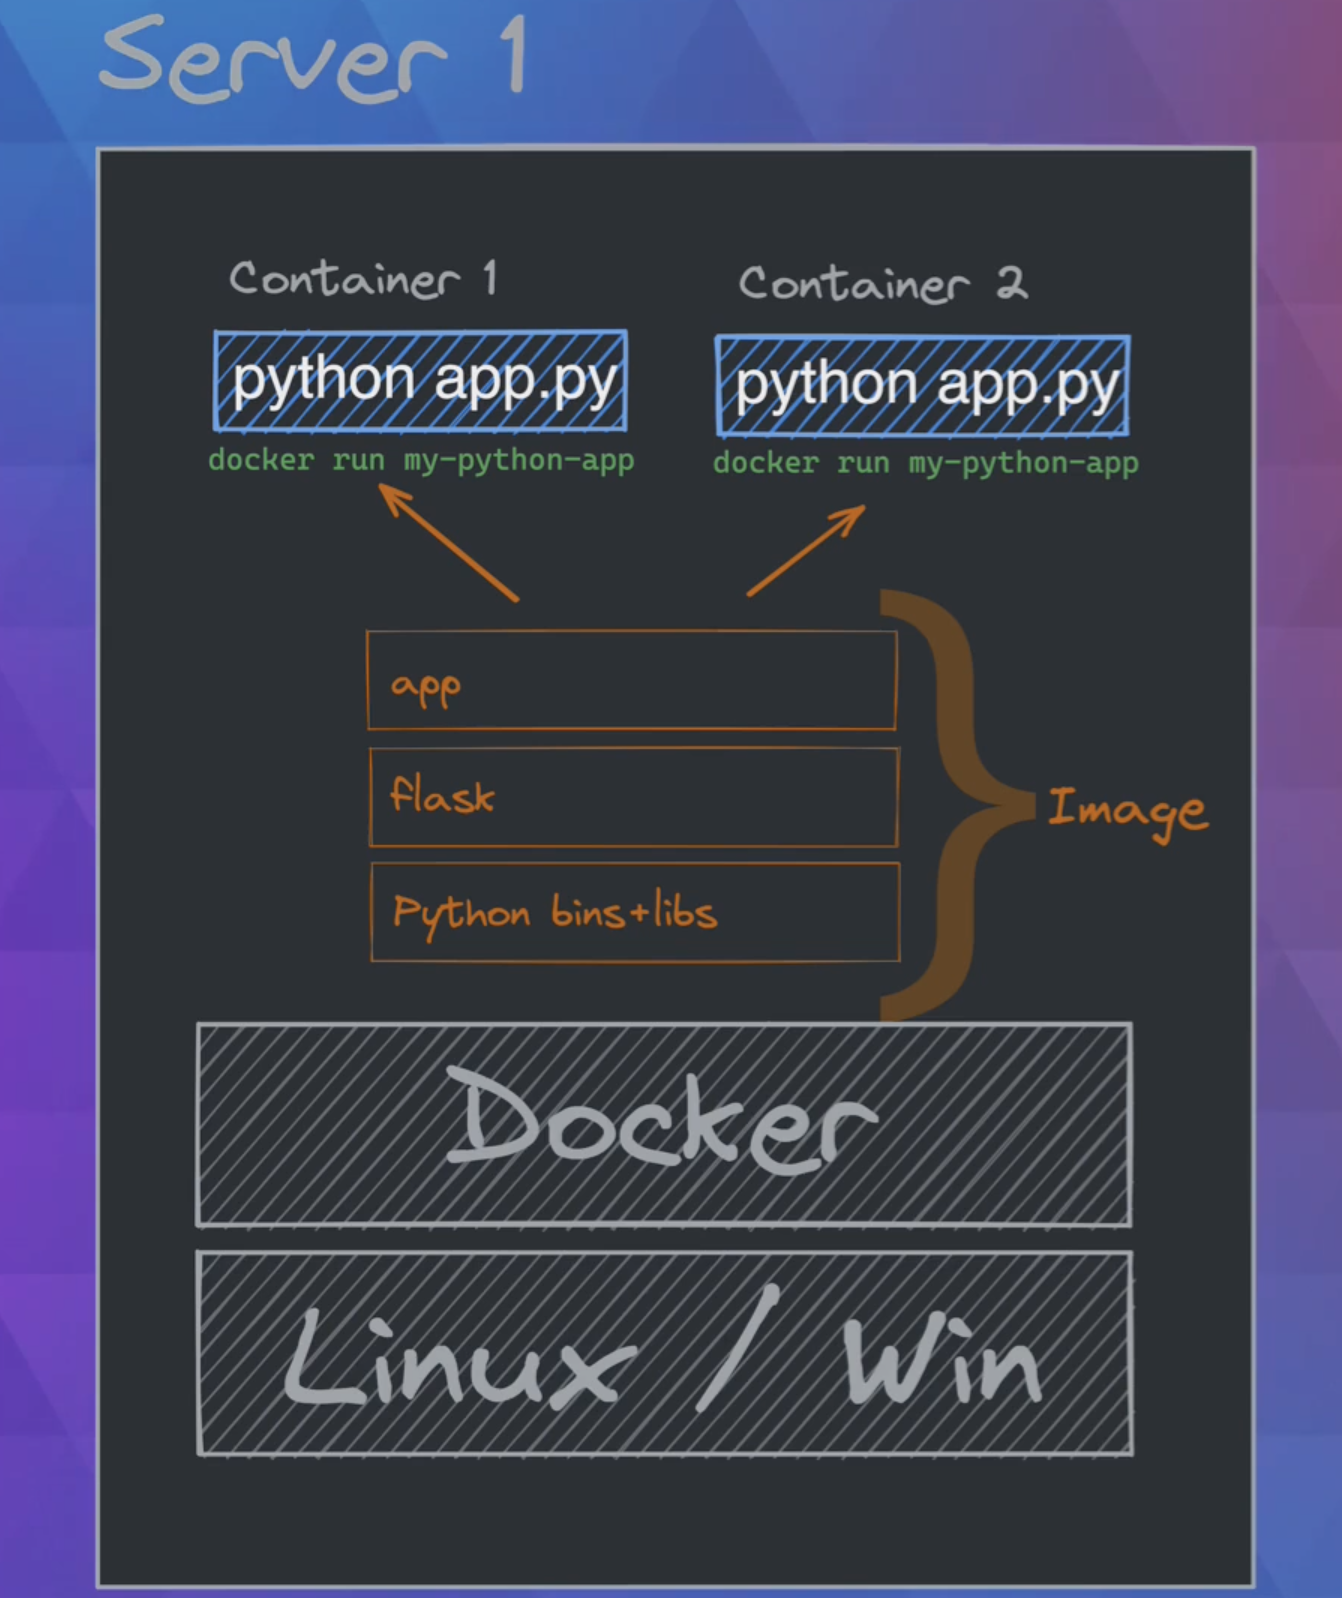 Server 1
Container 1
Container 2
python app.py
python app.py
docker run my-python-app
docker run my-python-app
app
flask
Image
Python bins+libs
Docker
Linux / Win